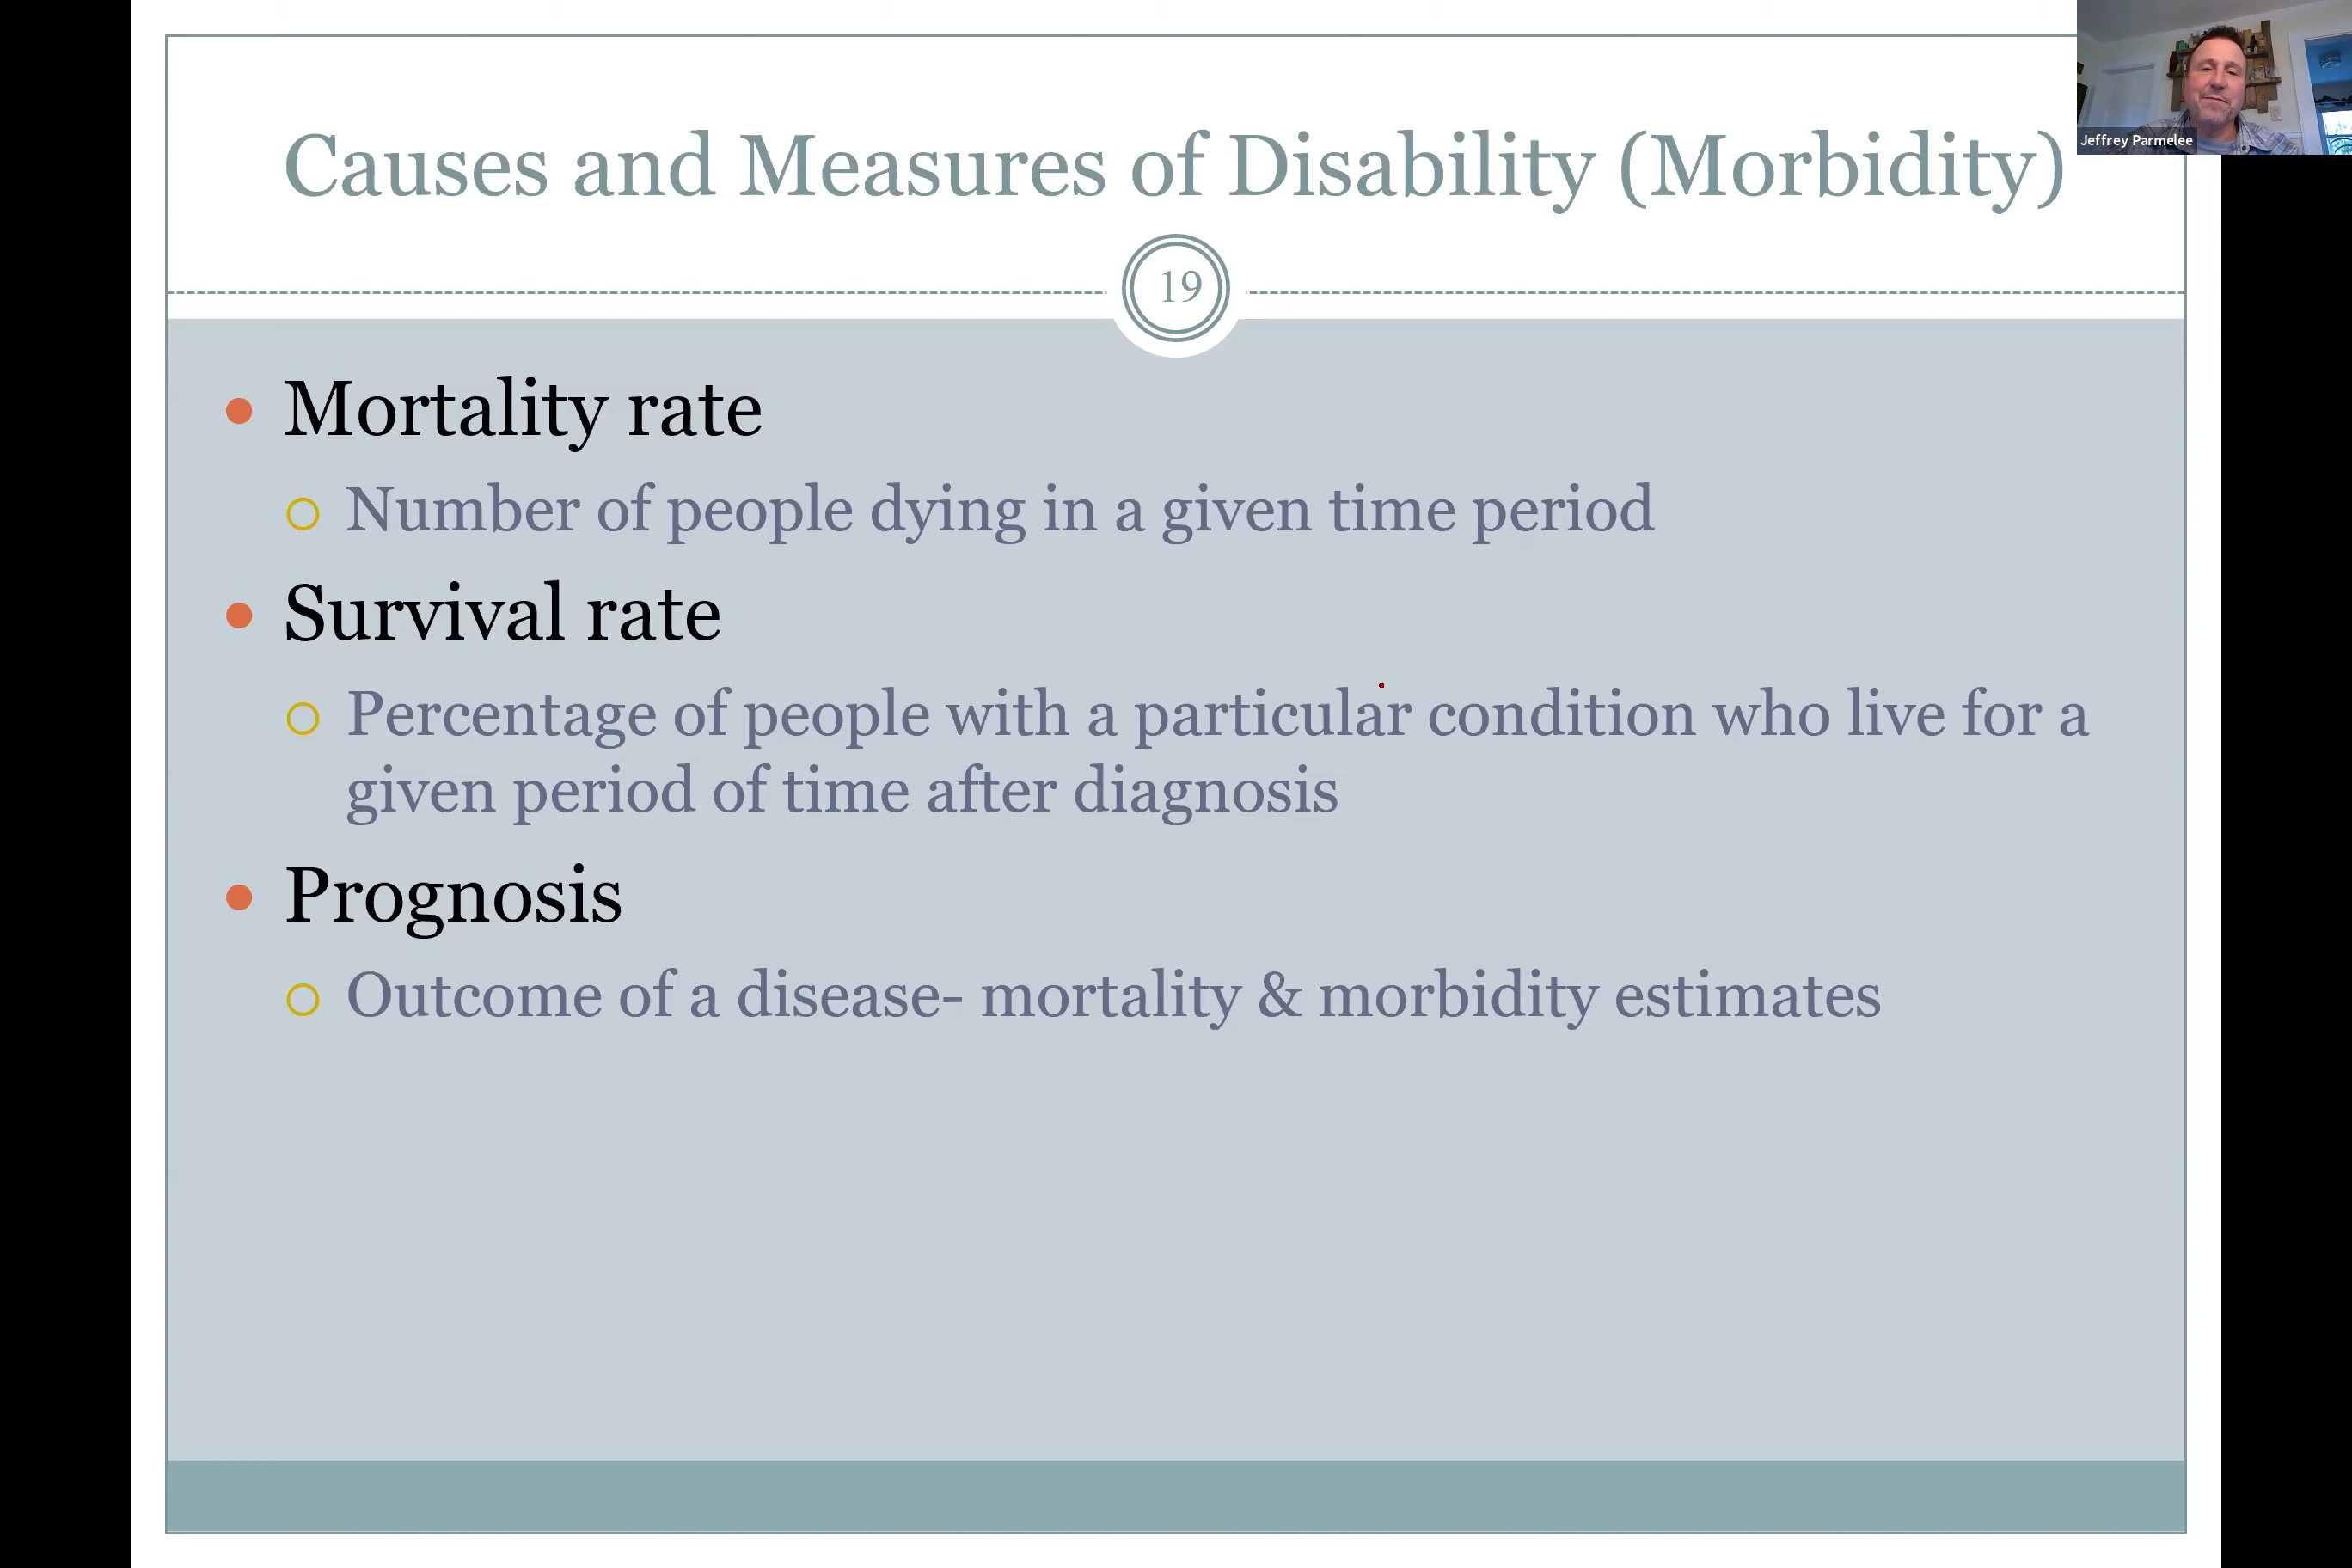 Causes and Measures of Disability (Morbidity)
Jeffrey Parmelee
19
Mortality rate
Number of people dying in a given time period
Survival rate
Percentage of people with a particular condition who live for a
given period of time after diagnosis
Prognosis
Outcome of a disease- mortality & morbidity estimates